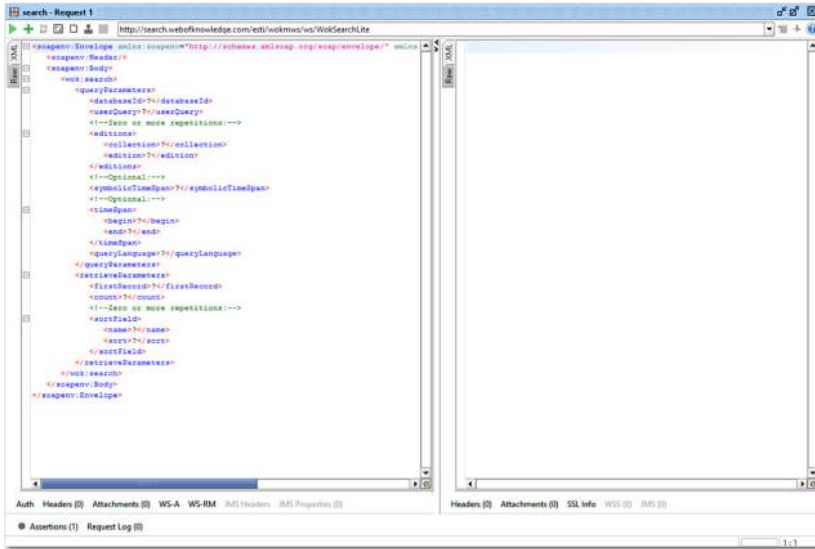 search - Request 1
http://search.webofknowledge.com/esti/wokmws/ws/WokSearchLite
XML
Raw
<soapenv:Envelope xmlns:soapenv="http://schemas.xmlsoap.org/soap/envelope/" xmlns
<soapenv:Header/>
<soapenv:Body>
<wok:search>
<queryParameters>
<databaseId>?</databaseId>
<userQuery>?</userQuery>
<!--Zero or more repetitions:-->
<editions>
<collection>?</collection>
<edition>?</edition>
</editions>
<!--Optional:-->
<symbolicTimeSpan>?</symbolicTimeSpan>
<!--Optional:-->
<timeSpan>
<begin>?</begin>
<end>?</end>
</timeSpan>
<queryLanguage>?</queryLanguage>
</queryParameters>
<retrieveParameters>
<firstRecord>?</firstRecord>
<count>?</count>
<!--Zero or more repetitions:-->
<sortField>
<name>?</name>
<sort>?</sort>
</sortField>
</retrieveParameters>
</wok:search>
</soapenv:Body>
</soapenv:Envelope>
XML
Raw
Auth Headers (0) Attachments (0) WS-A WS-RM JMS Headers JMS Properties (0)
Headers (0) Attachments (0) SSL Info WSS (0) JMS (0)
Assertions (1) Request Log (0)
1:1